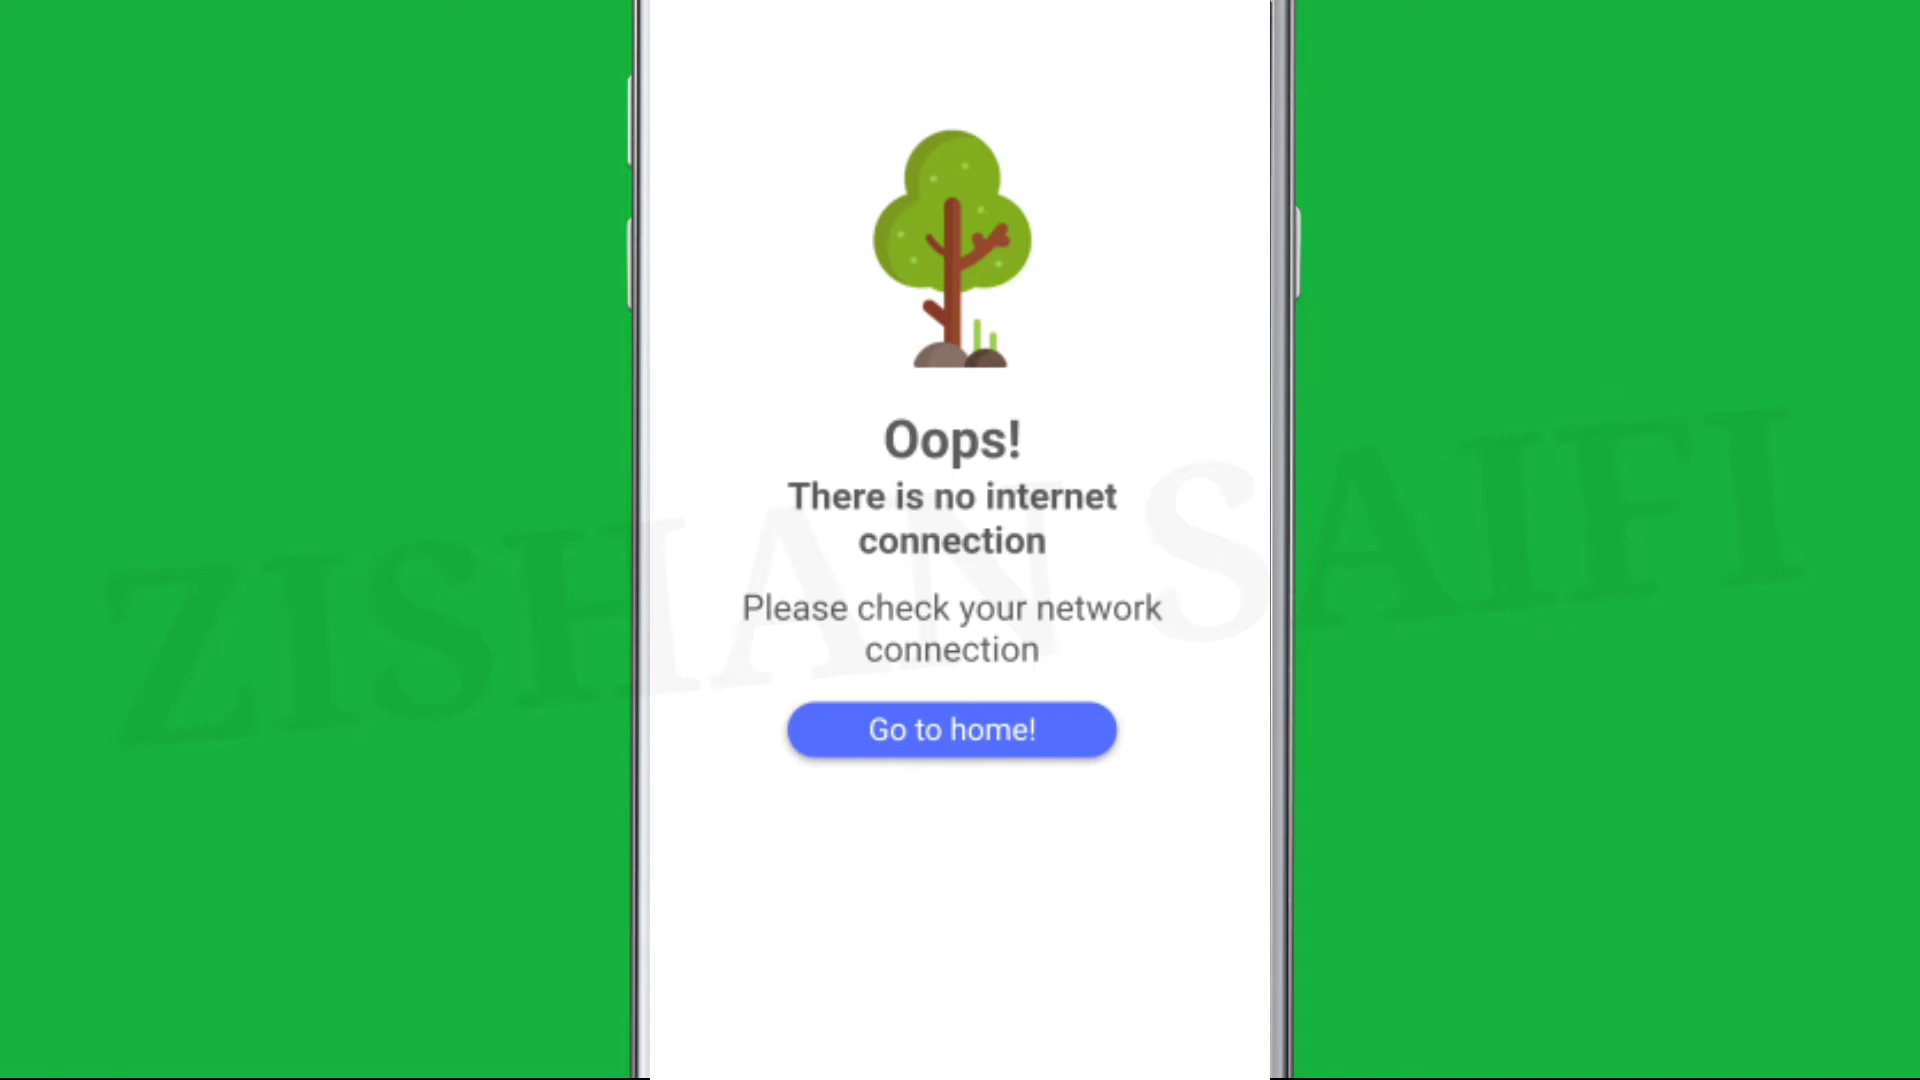 Oops!
There is no internet
connection
Please check your network
connection
Go to home!
ZISHAN SAIFI